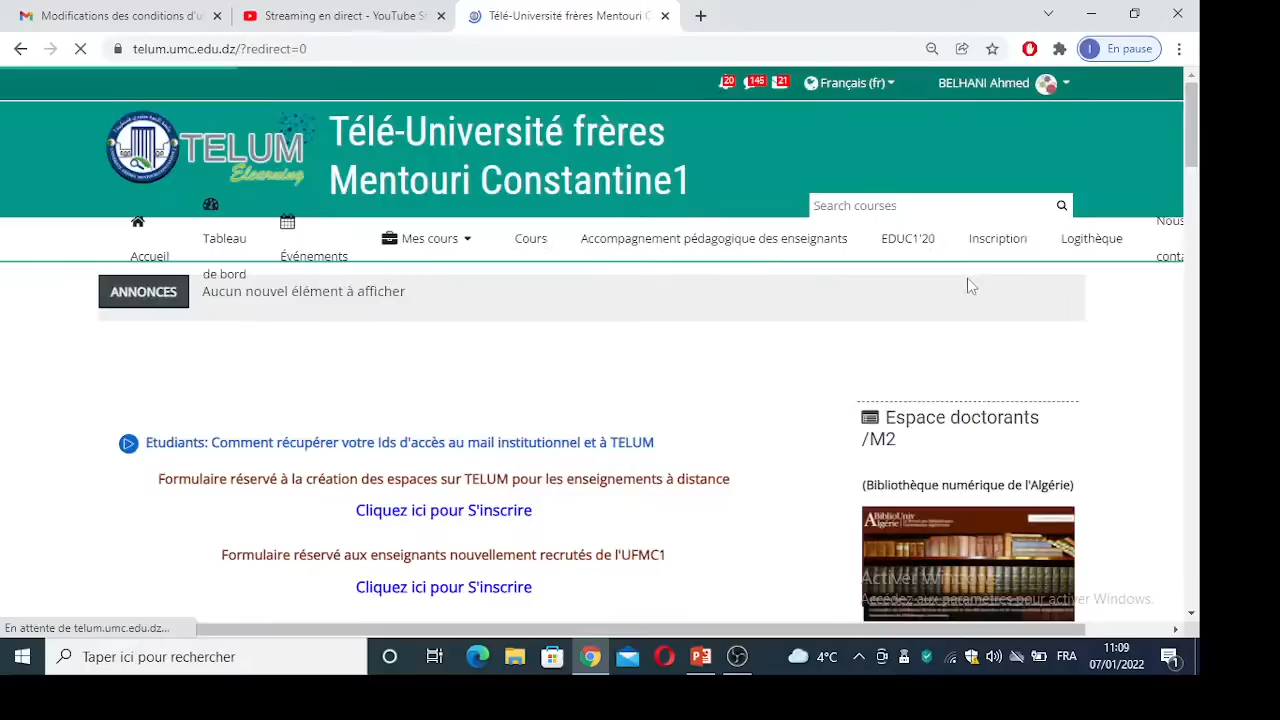 Modifications des conditions d'u
Streaming en direct - YouTube S
Télé-Université frères Mentouri C
telum.umc.edu.dz/?redirect=0
I En pause
20 145 21 Français (fr) BELHANI Ahmed
TELUM
Elearning
Télé-Université frères
Mentouri Constantine1
Search courses
Accueil
Tableau
de bord
Événements
Mes cours
Cours
Accompagnement pédagogique des enseignants
EDUC1'20
Inscription
Logithèque
Nous
conta
ANNONCES
Aucun nouvel élément à afficher
Etudiants: Comment récupérer votre Ids d'accès au mail institutionnel et à TELUM
Formulaire réservé à la création des espaces sur TELUM pour les enseignements à distance
Cliquez ici pour S'inscrire
Formulaire réservé aux enseignants nouvellement recrutés de l'UFMC1
Cliquez ici pour S'inscrire
Espace doctorants
/M2
(Bibliothèque numérique de l'Algérie)
BiblioUniv
Algérie
Activer Windows
Accédez aux paramètres pour activer Windows.
En attente de telum.umc.edu.dz...
Taper ici pour rechercher
4°C
FRA
11:09
07/01/2022
1